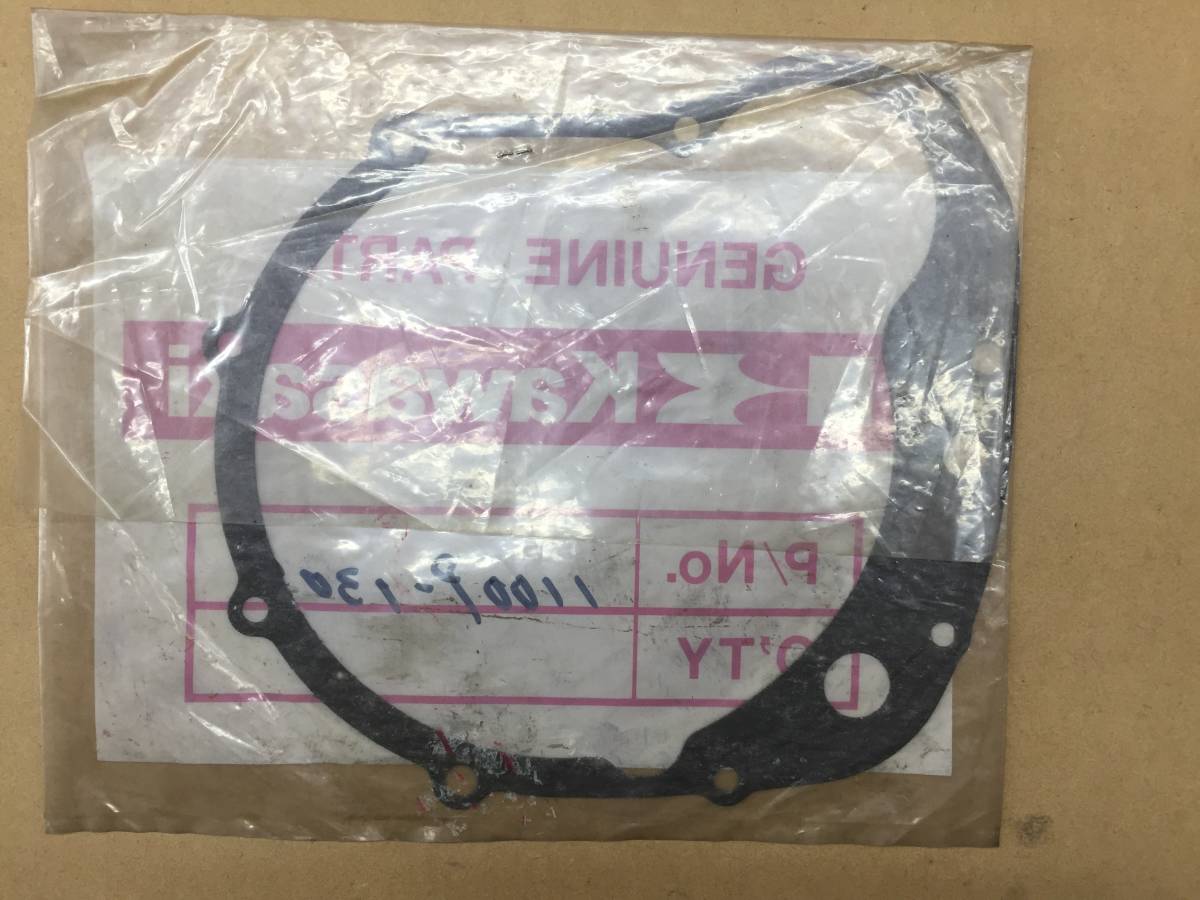 GENUINE PART
Kawasaki
P/No. 11009-130
Q'TY